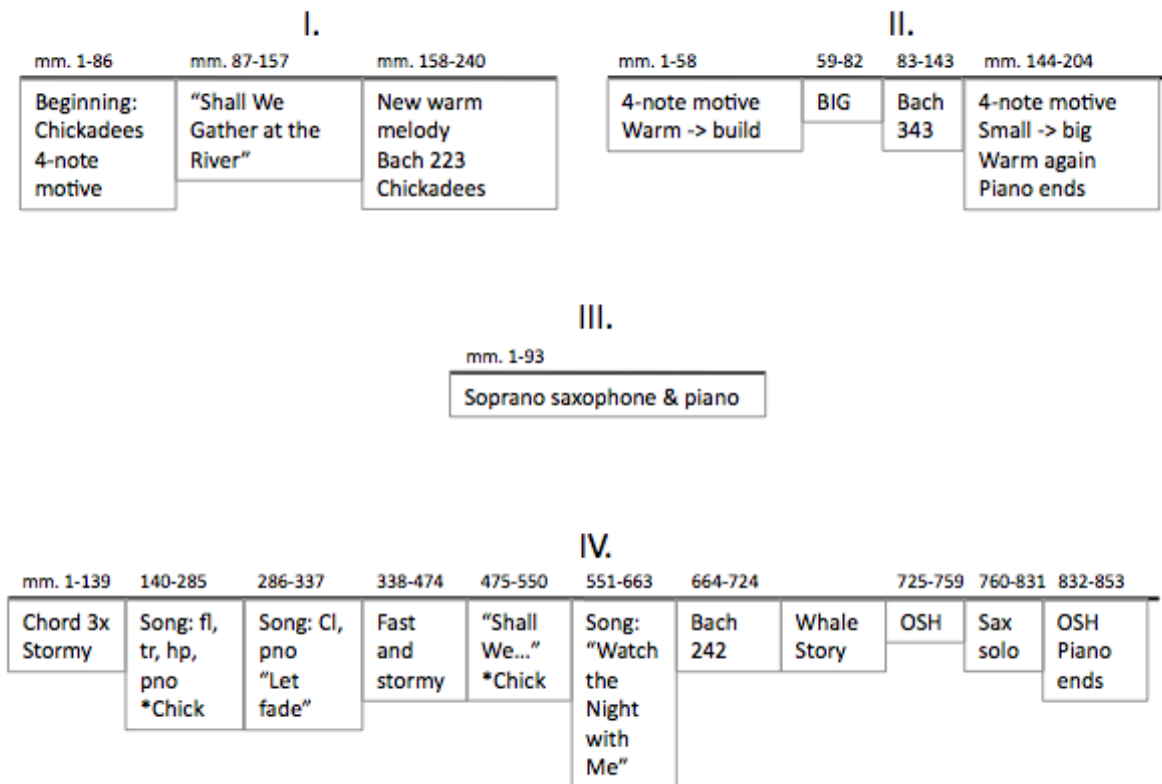 I.
mm. 1-86
mm. 87-157
mm. 158-240
Beginning:
Chickadees
4-note
motive
“Shall We
Gather at the
River”
New warm
melody
Bach 223
Chickadees
II.
mm. 1-58
59-82
83-143
mm. 144-204
4-note motive
Warm -> build
BIG
Bach
343
4-note motive
Small -> big
Warm again
Piano ends
III.
mm. 1-93
Soprano saxophone & piano
IV.
mm. 1-139
140-285
286-337
338-474
475-550
551-663
664-724
725-759
760-831
832-853
Chord 3x
Stormy
Song: fl,
tr, hp,
pno
*Chick
Song: Cl,
pno
“Let
fade”
Fast
and
stormy
“Shall
We…”
*Chick
Song:
“Watch
the
Night
with
Me”
Bach
242
Whale
Story
OSH
Sax
solo
OSH
Piano
ends